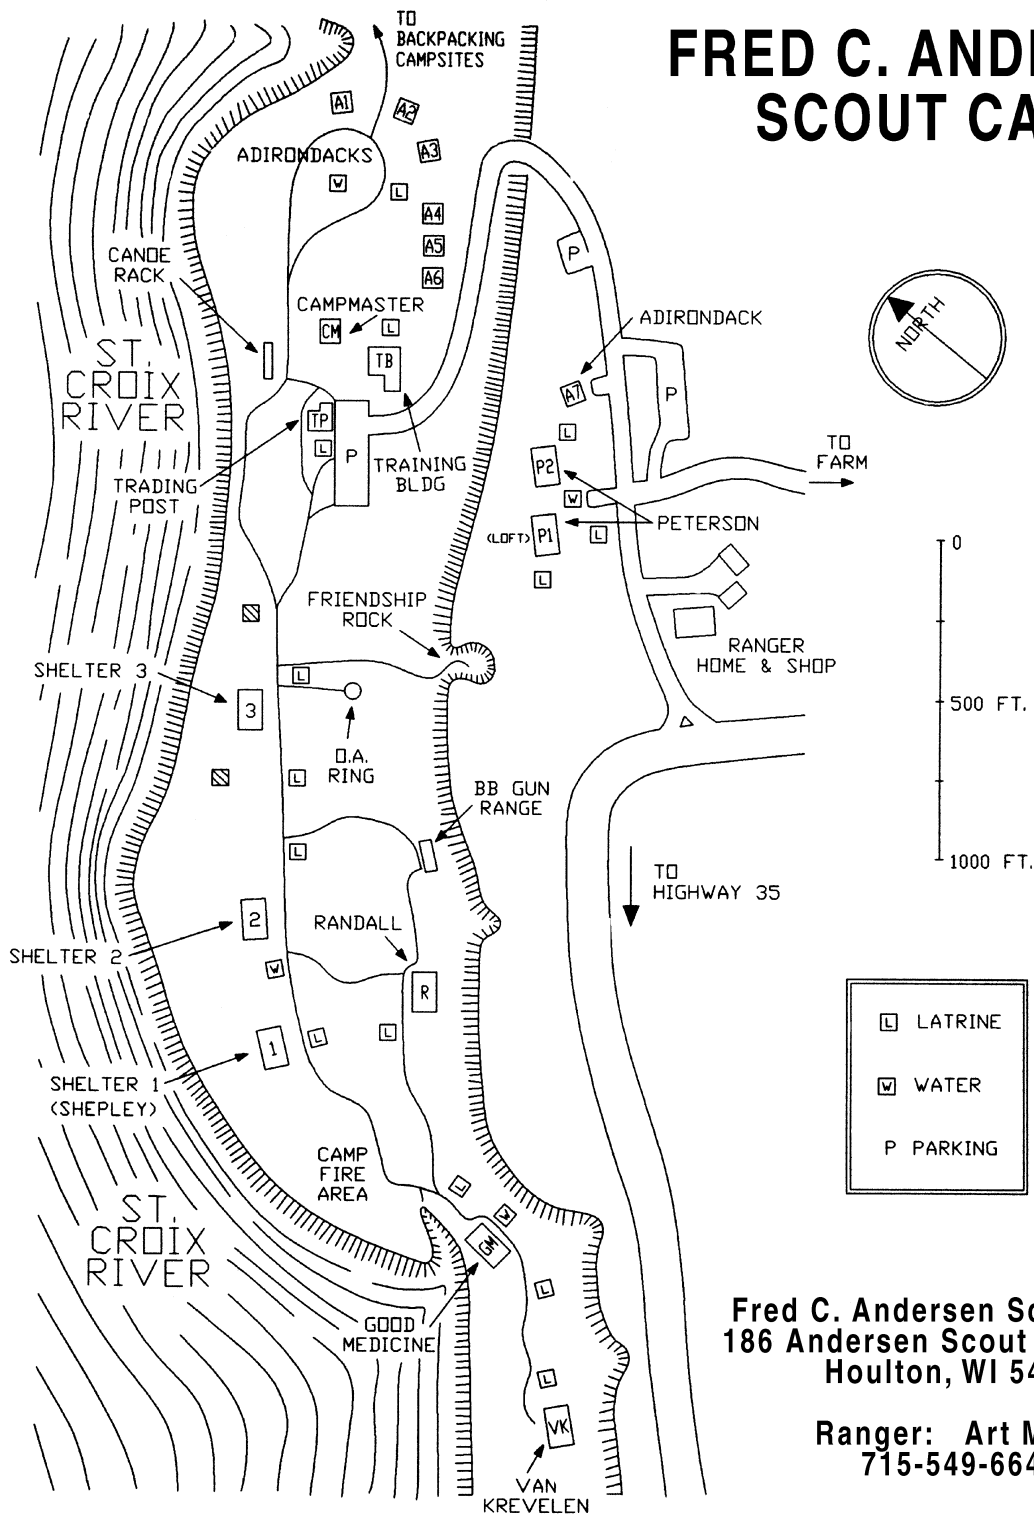 FRED C. ANDE
SCOUT CA
TO
BACKPACKING
CAMPSITES
A1
A2
A3
ADIRONDACKS
W
L
A4
A5
A6
CANOE
RACK
P
CAMPMASTER
CM
L
TB
ADIRONDACK
NORTH
ST.
CROIX
RIVER
A7
P
TP
L
P
L
TRAINING
BLDG
P2
TO
FARM
TRADING
POST
W
PETERSON
(LOFT)
P1
L
L
0
FRIENDSHIP
ROCK
RANGER
HOME & SHOP
SHELTER 3
L
3
500 FT.
O.A.
RING
L
BB GUN
RANGE
L
1000 FT.
TO
HIGHWAY 35
2
RANDALL
SHELTER 2
W
R
L LATRINE
L
L
1
SHELTER 1
(SHEPLEY)
W WATER
P PARKING
CAMP
FIRE
AREA
L
W
ST.
CROIX
RIVER
GM
L
GOOD
MEDICINE
L
VK
VAN
KREVELEN
Fred C. Andersen Sc
186 Andersen Scout
Houlton, WI 54
Ranger: Art M
715-549-664